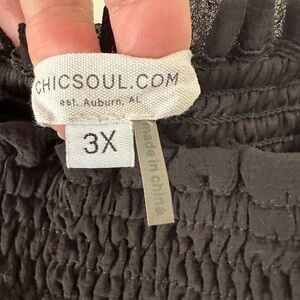 CHICSOUL.COM
est. Auburn, AL
3X
made in china